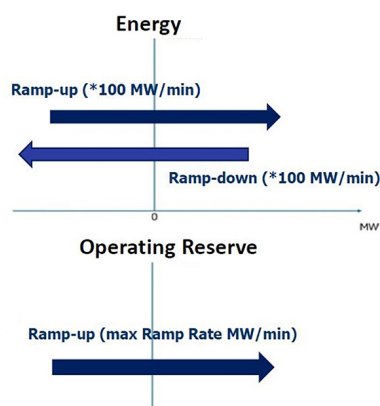 Energy
Ramp-up (*100 MW/min)
Ramp-down (*100 MW/min)
0
MW
Operating Reserve
Ramp-up (max Ramp Rate MW/min)